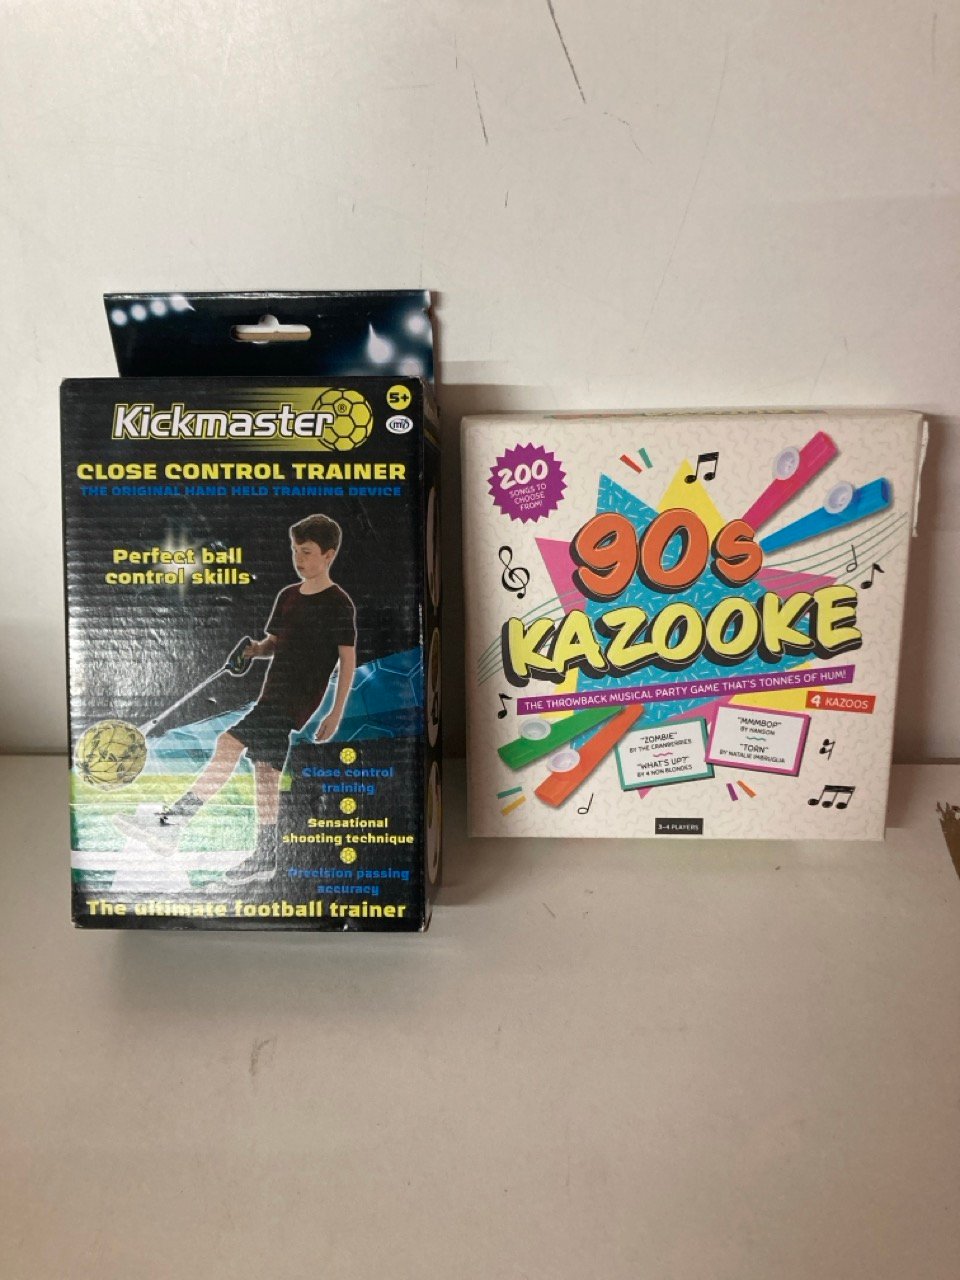 Kickmaster®
5+
CLOSE CONTROL TRAINER
THE ORIGINAL HAND HELD TRAINING DEVICE
Perfect ball
control skills
Close control
training
Sensational
shooting technique
Precision passing
accuracy
The ultimate football trainer
200
SONGS TO
CHOOSE
FROM!
90s
KAZOOKE
THE THROWBACK MUSICAL PARTY GAME THAT'S TONNES OF HUM!
4 KAZOOS
"ZOMBIE"
BY THE CRANBERRIES
"WHAT'S UP?"
BY 4 NON BLONDES
"MMMBOP"
BY HANSON
"TORN"
BY NATALIE IMBRUGLIA
3-4 PLAYERS